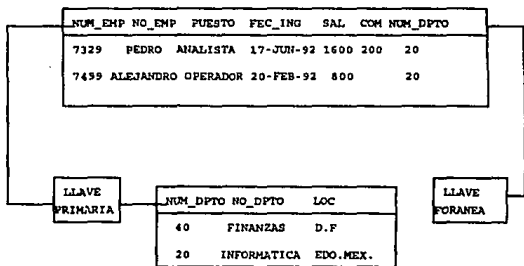 NUM_EMP NO_EMP PUESTO FEC_ING SAL COM NUM_DPTO
7329 PEDRO ANALISTA 17-JUN-92 1600 200 20
7499 ALEJANDRO OPERADOR 20-FEB-92 800 20
LLAVE
PRIMARIA
NUM_DPTO NO_DPTO LOC
40 FINANZAS D.F
20 INFORMATICA EDO.MEX.
LLAVE
FORANEA